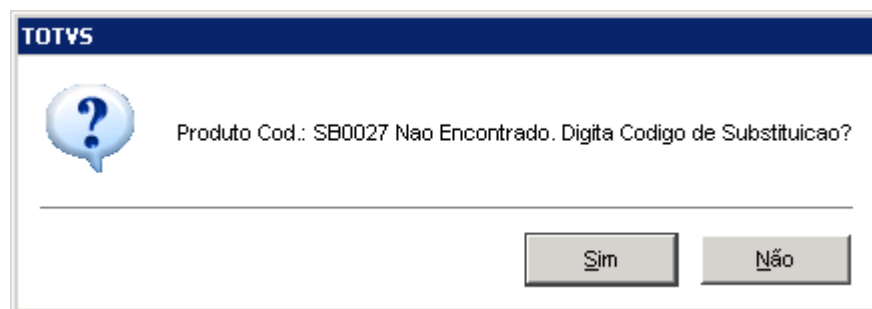 TOTVS
Produto Cod.: SB0027 Nao Encontrado. Digita Codigo de Substituicao?
Sim
Não